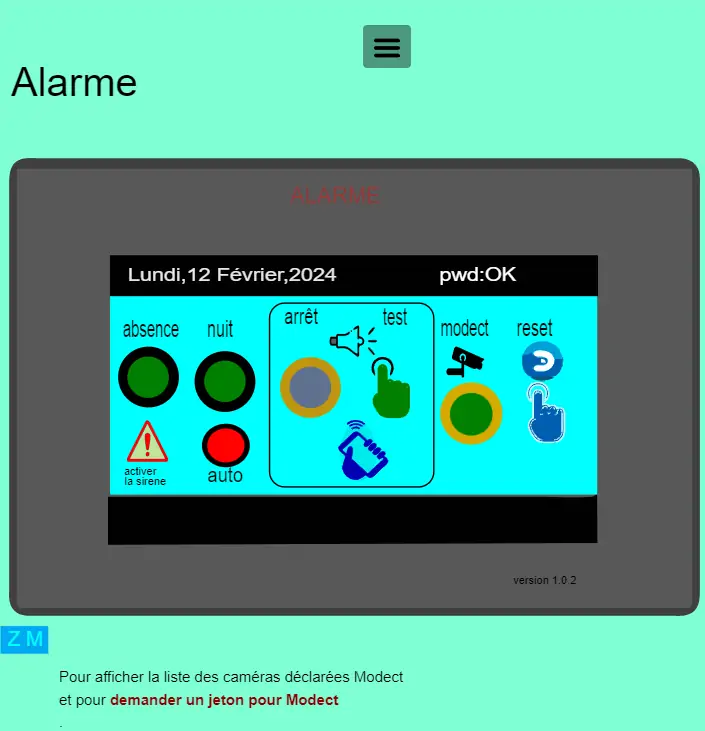 Alarme
ALARME
Lundi,12 Février,2024 pwd:OK
absence nuit arrêt test modect reset
activer
la sirene
auto
version 1.0.2
Z M
Pour afficher la liste des caméras déclarées Modect
et pour demander un jeton pour Modect
.